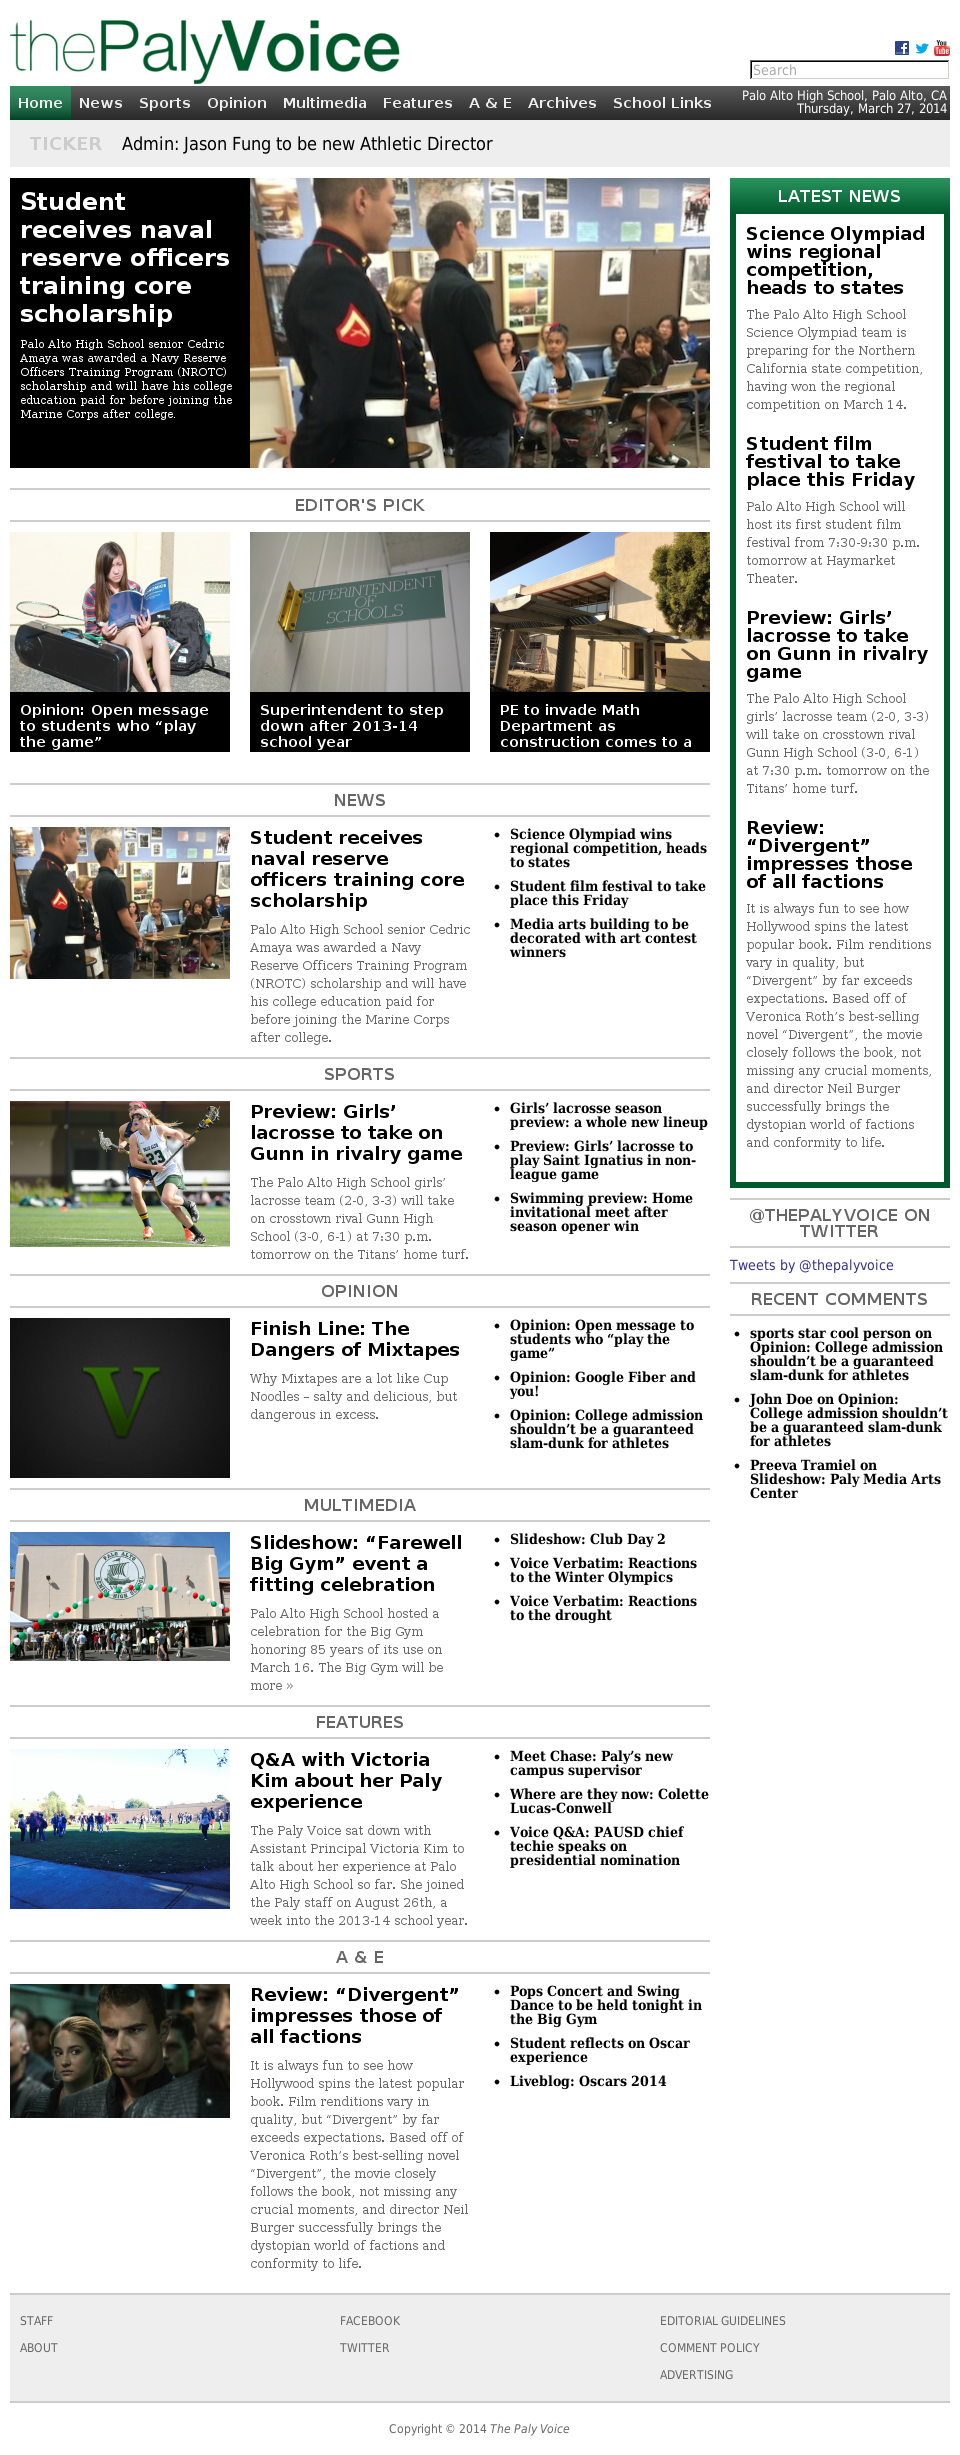 thePalyVoice
Search
Home News Sports Opinion Multimedia Features A & E Archives School Links
Palo Alto High School, Palo Alto, CA
Thursday, March 27, 2014
TICKER Admin: Jason Fung to be new Athletic Director
Student
receives naval
reserve officers
training core
scholarship
Palo Alto High School senior Cedric
Amaya was awarded a Navy Reserve
Officers Training Program (NROTC)
scholarship and will have his college
education paid for before joining the
Marine Corps after college.
EDITOR'S PICK
SUPERINTENDENT
OF
SCHOOLS
Opinion: Open message
to students who “play
the game”
Superintendent to step
down after 2013-14
school year
PE to invade Math
Department as
construction comes to a
NEWS
Student receives
naval reserve
officers training core
scholarship
Palo Alto High School senior Cedric
Amaya was awarded a Navy
Reserve Officers Training Program
(NROTC) scholarship and will have
his college education paid for
before joining the Marine Corps
after college.
• Science Olympiad wins
regional competition, heads
to states
• Student film festival to take
place this Friday
• Media arts building to be
decorated with art contest
winners
SPORTS
23
Preview: Girls’
lacrosse to take on
Gunn in rivalry game
The Palo Alto High School girls’
lacrosse team (2-0, 3-3) will take
on crosstown rival Gunn High
School (3-0, 6-1) at 7:30 p.m.
tomorrow on the Titans’ home turf.
• Girls’ lacrosse season
preview: a whole new lineup
• Preview: Girls’ lacrosse to
play Saint Ignatius in non-
league game
• Swimming preview: Home
invitational meet after
season opener win
OPINION
V
Finish Line: The
Dangers of Mixtapes
Why Mixtapes are a lot like Cup
Noodles – salty and delicious, but
dangerous in excess.
• Opinion: Open message to
students who “play the
game”
• Opinion: Google Fiber and
you!
• Opinion: College admission
shouldn’t be a guaranteed
slam-dunk for athletes
MULTIMEDIA
PALO ALTO
SENIOR HIGH SCHOOL
Slideshow: “Farewell
Big Gym” event a
fitting celebration
Palo Alto High School hosted a
celebration for the Big Gym
honoring 85 years of its use on
March 16. The Big Gym will be
more »
• Slideshow: Club Day 2
• Voice Verbatim: Reactions
to the Winter Olympics
• Voice Verbatim: Reactions
to the drought
FEATURES
Q&A with Victoria
Kim about her Paly
experience
The Paly Voice sat down with
Assistant Principal Victoria Kim to
talk about her experience at Palo
Alto High School so far. She joined
the Paly staff on August 26th, a
week into the 2013-14 school year.
• Meet Chase: Paly’s new
campus supervisor
• Where are they now: Colette
Lucas-Conwell
• Voice Q&A: PAUSD chief
techie speaks on
presidential nomination
A & E
Review: “Divergent”
impresses those of
all factions
It is always fun to see how
Hollywood spins the latest popular
book. Film renditions vary in
quality, but “Divergent” by far
exceeds expectations. Based off of
Veronica Roth’s best-selling novel
“Divergent”, the movie closely
follows the book, not missing any
crucial moments, and director Neil
Burger successfully brings the
dystopian world of factions and
conformity to life.
• Pops Concert and Swing
Dance to be held tonight in
the Big Gym
• Student reflects on Oscar
experience
• Liveblog: Oscars 2014
LATEST NEWS
Science Olympiad
wins regional
competition,
heads to states
The Palo Alto High School
Science Olympiad team is
preparing for the Northern
California state competition,
having won the regional
competition on March 14.
Student film
festival to take
place this Friday
Palo Alto High School will
host its first student film
festival from 7:30-9:30 p.m.
tomorrow at Haymarket
Theater.
Preview: Girls’
lacrosse to take
on Gunn in rivalry
game
The Palo Alto High School
girls’ lacrosse team (2-0, 3-3)
will take on crosstown rival
Gunn High School (3-0, 6-1)
at 7:30 p.m. tomorrow on the
Titans’ home turf.
Review:
“Divergent”
impresses those
of all factions
It is always fun to see how
Hollywood spins the latest
popular book. Film renditions
vary in quality, but
“Divergent” by far exceeds
expectations. Based off of
Veronica Roth’s best-selling
novel “Divergent”, the movie
closely follows the book, not
missing any crucial moments,
and director Neil Burger
successfully brings the
dystopian world of factions
and conformity to life.
@THEPALYVOICE ON
TWITTER
Tweets by @thepalyvoice
RECENT COMMENTS
• sports star cool person on
Opinion: College admission
shouldn’t be a guaranteed
slam-dunk for athletes
• John Doe on Opinion:
College admission shouldn’t
be a guaranteed slam-dunk
for athletes
• Preeva Tramiel on
Slideshow: Paly Media Arts
Center
STAFF
ABOUT
FACEBOOK
TWITTER
EDITORIAL GUIDELINES
COMMENT POLICY
ADVERTISING
Copyright © 2014 The Paly Voice